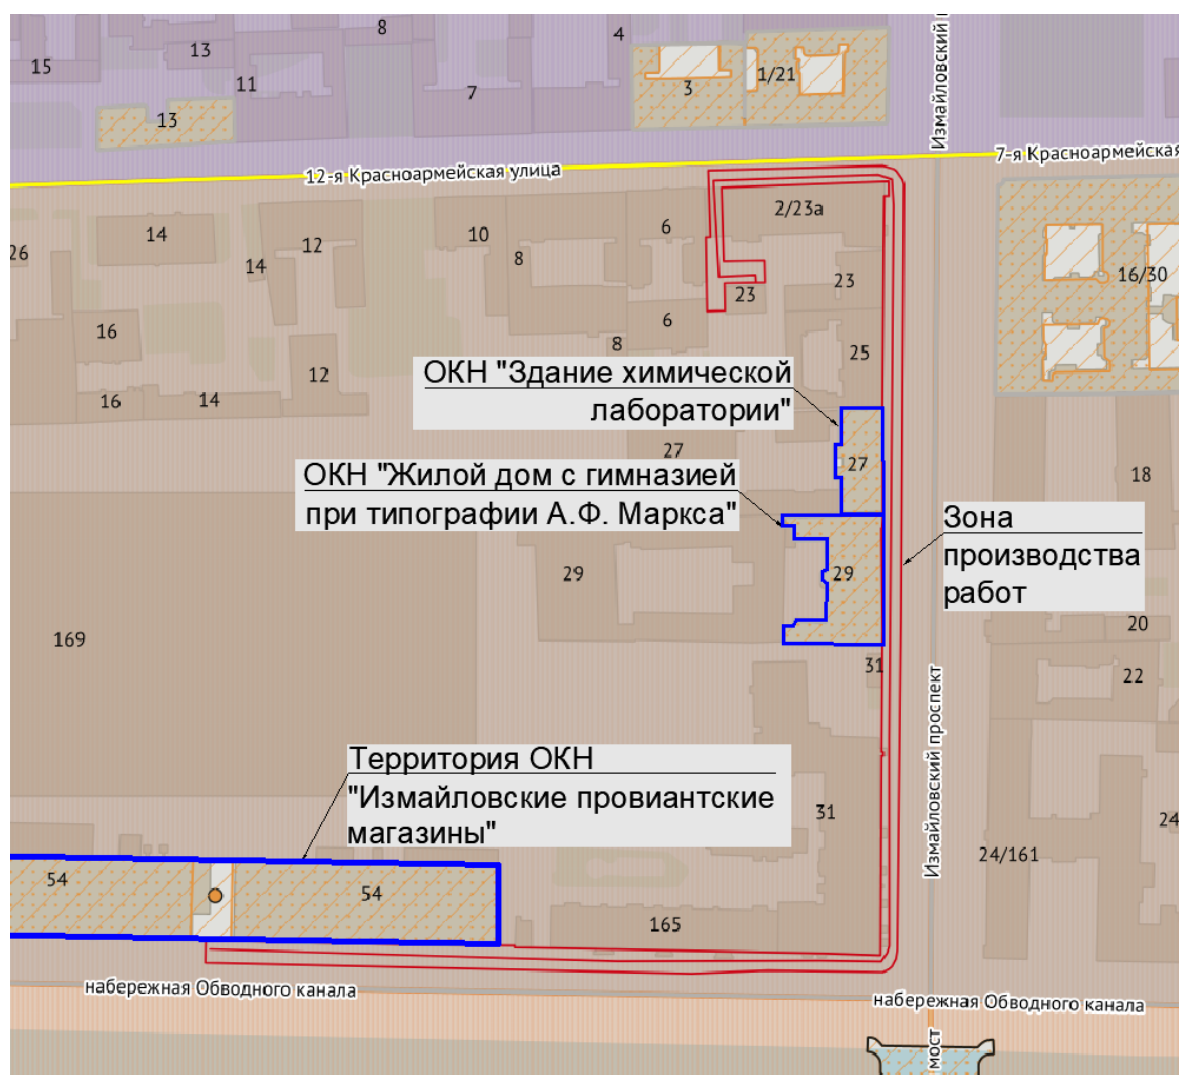 8
4
13
15
11
7
3
1/21
13
Измайловский п
7-я Красноармейская
12-я Красноармейская улица
2/23а
14
12
10
6
26
14
8
23
23
16/30
16
6
8
25
12
16
14
ОКН "Здание химической
лаборатории"
27
27
18
ОКН "Жилой дом с гимназией
при типографии А.Ф. Маркса"
Зона
производства
работ
29
29
169
20
31
22
Измайловский проспект
Территория ОКН
"Измайловские провиантские
магазины"
31
24
24/161
54
54
165
набережная Обводного канала
набережная Обводного канала
мост